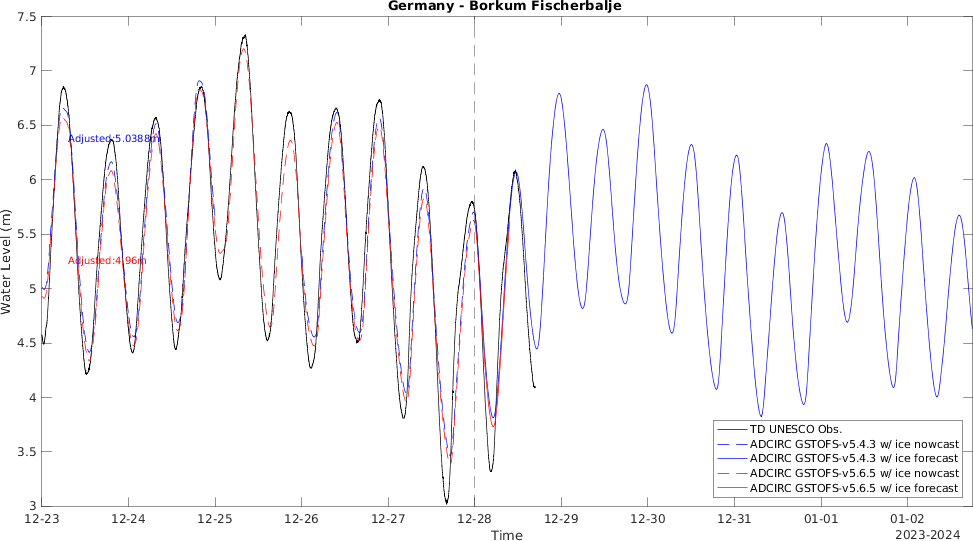 Germany - Borkum Fischerbalje
7.5
7
6.5
6
5.5
5
4.5
4
3.5
3
Water Level (m)
Adjusted:5.0388m
Adjusted:4.96m
TD UNESCO Obs.
ADCIRC GSTOFS-v5.4.3 w/ ice nowcast
ADCIRC GSTOFS-v5.4.3 w/ ice forecast
ADCIRC GSTOFS-v5.6.5 w/ ice nowcast
ADCIRC GSTOFS-v5.6.5 w/ ice forecast
12-23 12-24 12-25 12-26 12-27 12-28 12-29 12-30 12-31 01-01 01-02
Time
2023-2024